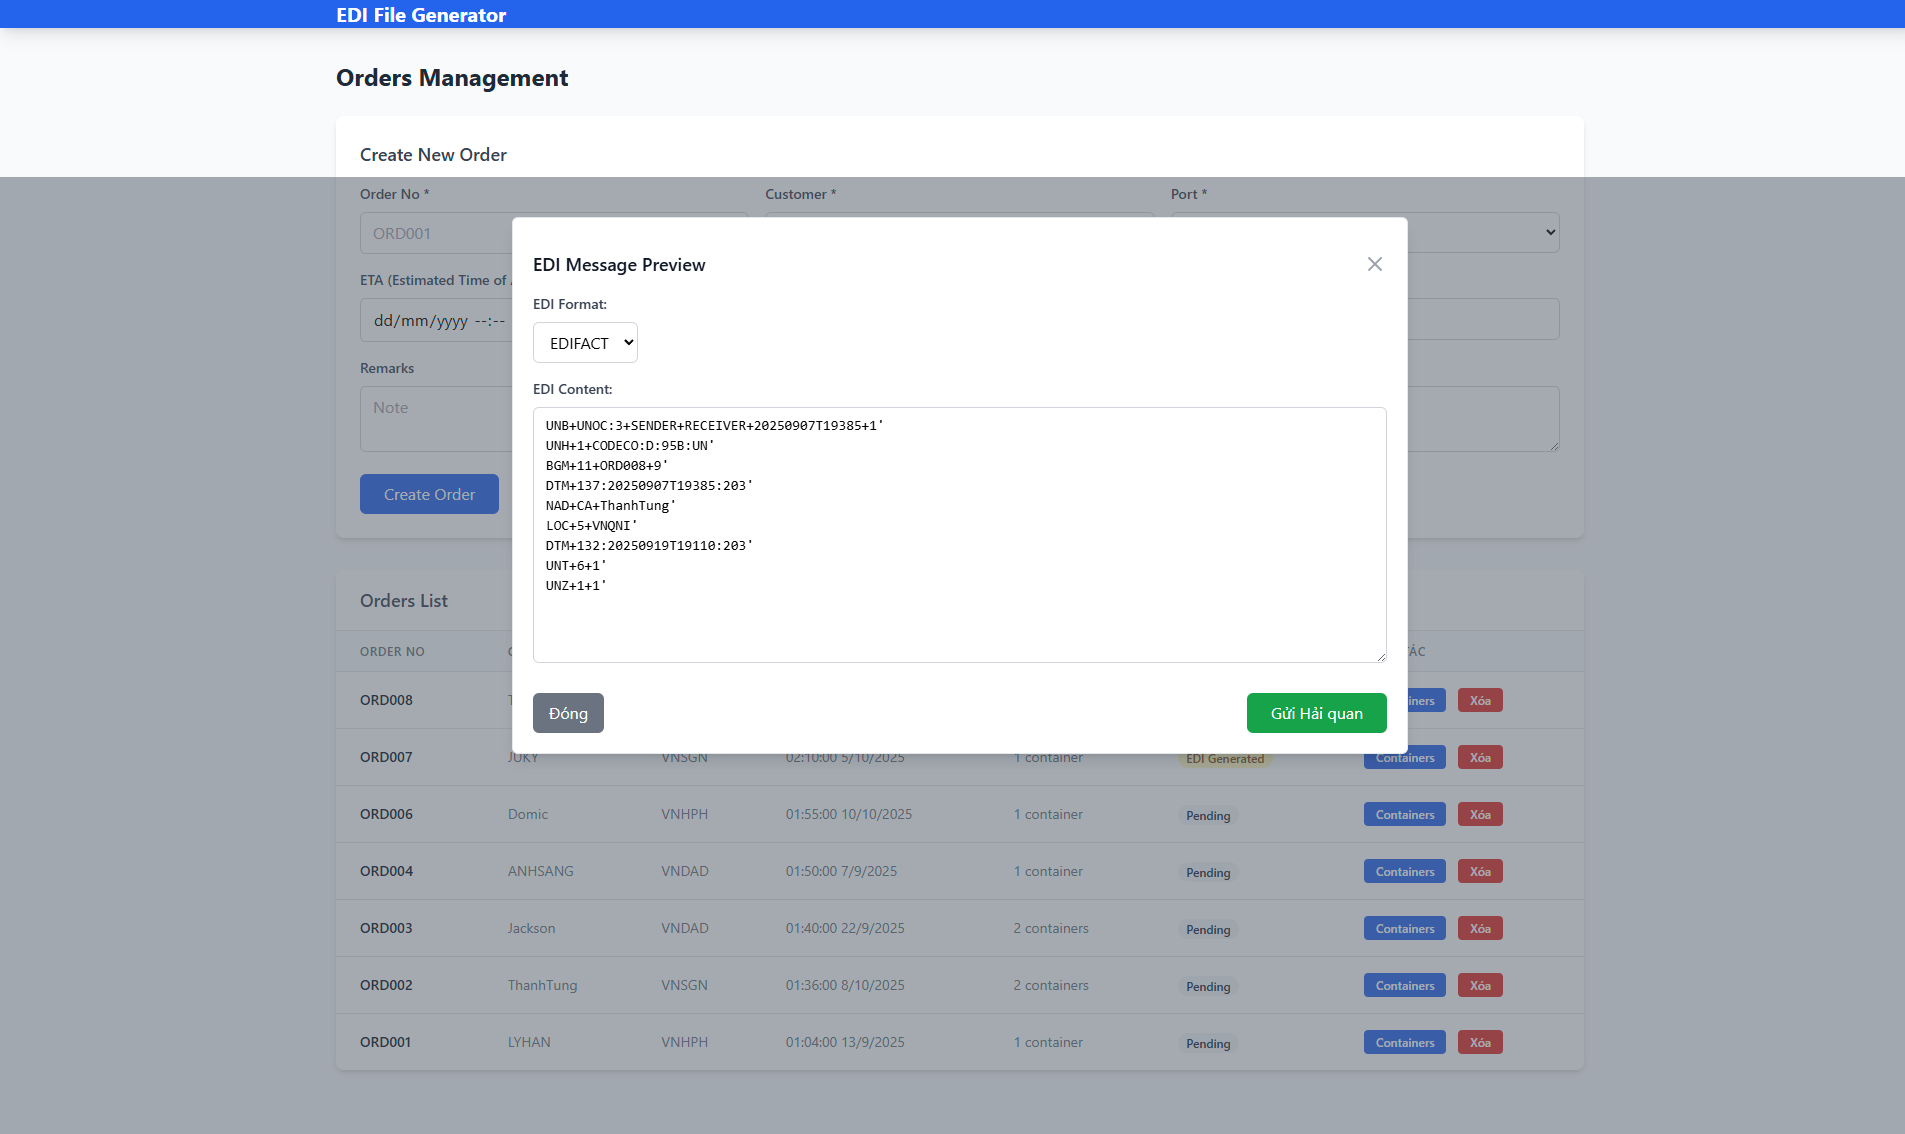 EDI File Generator
Orders Management
Create New Order
Order No *
Customer *
Port *
ORD001
ETA (Estimated Time of
dd/mm/yyyy --:--
Remarks
Note
Create Order
EDI Message Preview
EDI Format:
EDIFACT
EDI Content:
UNB+UNOC:3+SENDER+RECEIVER+20250907T19385+1'
UNH+1+CODECO:D:95B:UN'
BGM+11+ORD008+9'
DTM+137:20250907T19385:203'
NAD+CA+ThanhTung'
LOC+5+VNQNI'
DTM+132:20250919T19110:203'
UNT+6+1'
UNZ+1+1'
Đóng
Gửi Hải quan
Orders List
ORDER NO
ÁC
ORD008
iners
Xóa
ORD007 JUKY VNSGN 02:10:00 5/10/2025 1 container EDI Generated Containers Xóa
ORD006 Domic VNHPH 01:55:00 10/10/2025 1 container Pending Containers Xóa
ORD004 ANHSANG VNDAD 01:50:00 7/9/2025 1 container Pending Containers Xóa
ORD003 Jackson VNDAD 01:40:00 22/9/2025 2 containers Pending Containers Xóa
ORD002 ThanhTung VNSGN 01:36:00 8/10/2025 2 containers Pending Containers Xóa
ORD001 LYHAN VNHPH 01:04:00 13/9/2025 1 container Pending Containers Xóa